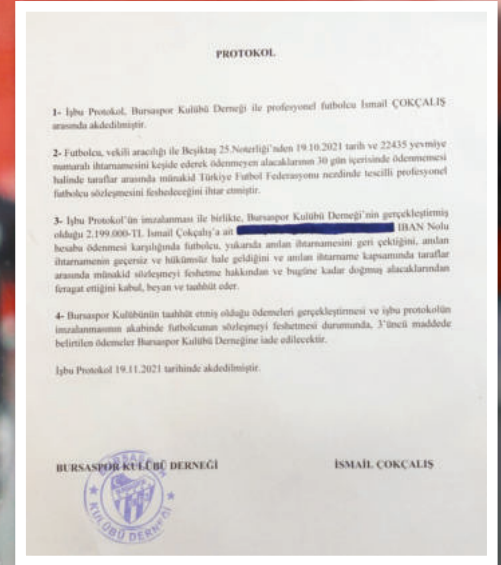 PROTOKOL
1- İşbu Protokol, Bursaspor Kulübü Derneği ile profesyonel futbolcu İsmail ÇOKÇALIŞ
arasında akdedilmiştir.
2- Futbolcu, vekili aracılığı ile Beşiktaş 25.Noterliği'nden 19.10.2021 tarih ve 22435 yevmiye
numaralı ihtarnamesini keşide ederek ödenmeyen alacaklarının 30 gün içerisinde ödenmemesi
halinde taraflar arasında münakid Türkiye Futbol Federasyonu nezdinde tescilli profesyonel
futbolcu sözleşmesini feshedeceğini ihtar etmiştir.
3- İşbu Protokol'ün imzalanması ile birlikte, Bursaspor Kulübü Derneği'nin gerçekleştirmiş
olduğu 2.199.000-TL İsmail Çokçalış'a ait IBAN Nolu
hesaba ödenmesi karşılığında futbolcu, yukarıda anılan ihtarnamesini geri çektiğini, anılan
ihtarnamenin geçersiz ve hükümsüz hale geldiğini ve anılan ihtarname kapsamında taraflar
arasında münakid sözleşmeyi feshetme hakkından ve bugüne kadar doğmuş alacaklarından
feragat ettiğini kabul, beyan ve taahhüt eder.
4- Bursaspor Kulübünün taahhüt etmiş olduğu ödemeleri gerçekleştirmesi ve işbu protokolün
imzalanmasının akabinde futbolcunun sözleşmeyi feshetmesi durumunda, 3'üncü maddede
belirtilen ödemeler Bursaspor Kulübü Derneğine iade edilecektir.
İşbu Protokol 19.11.2021 tarihinde akdedilmiştir.
BURSASPOR KULÜBÜ DERNEĞİ İSMAİL ÇOKÇALIŞ
BURSASPOR
KULÜBÜ DERNEĞİ